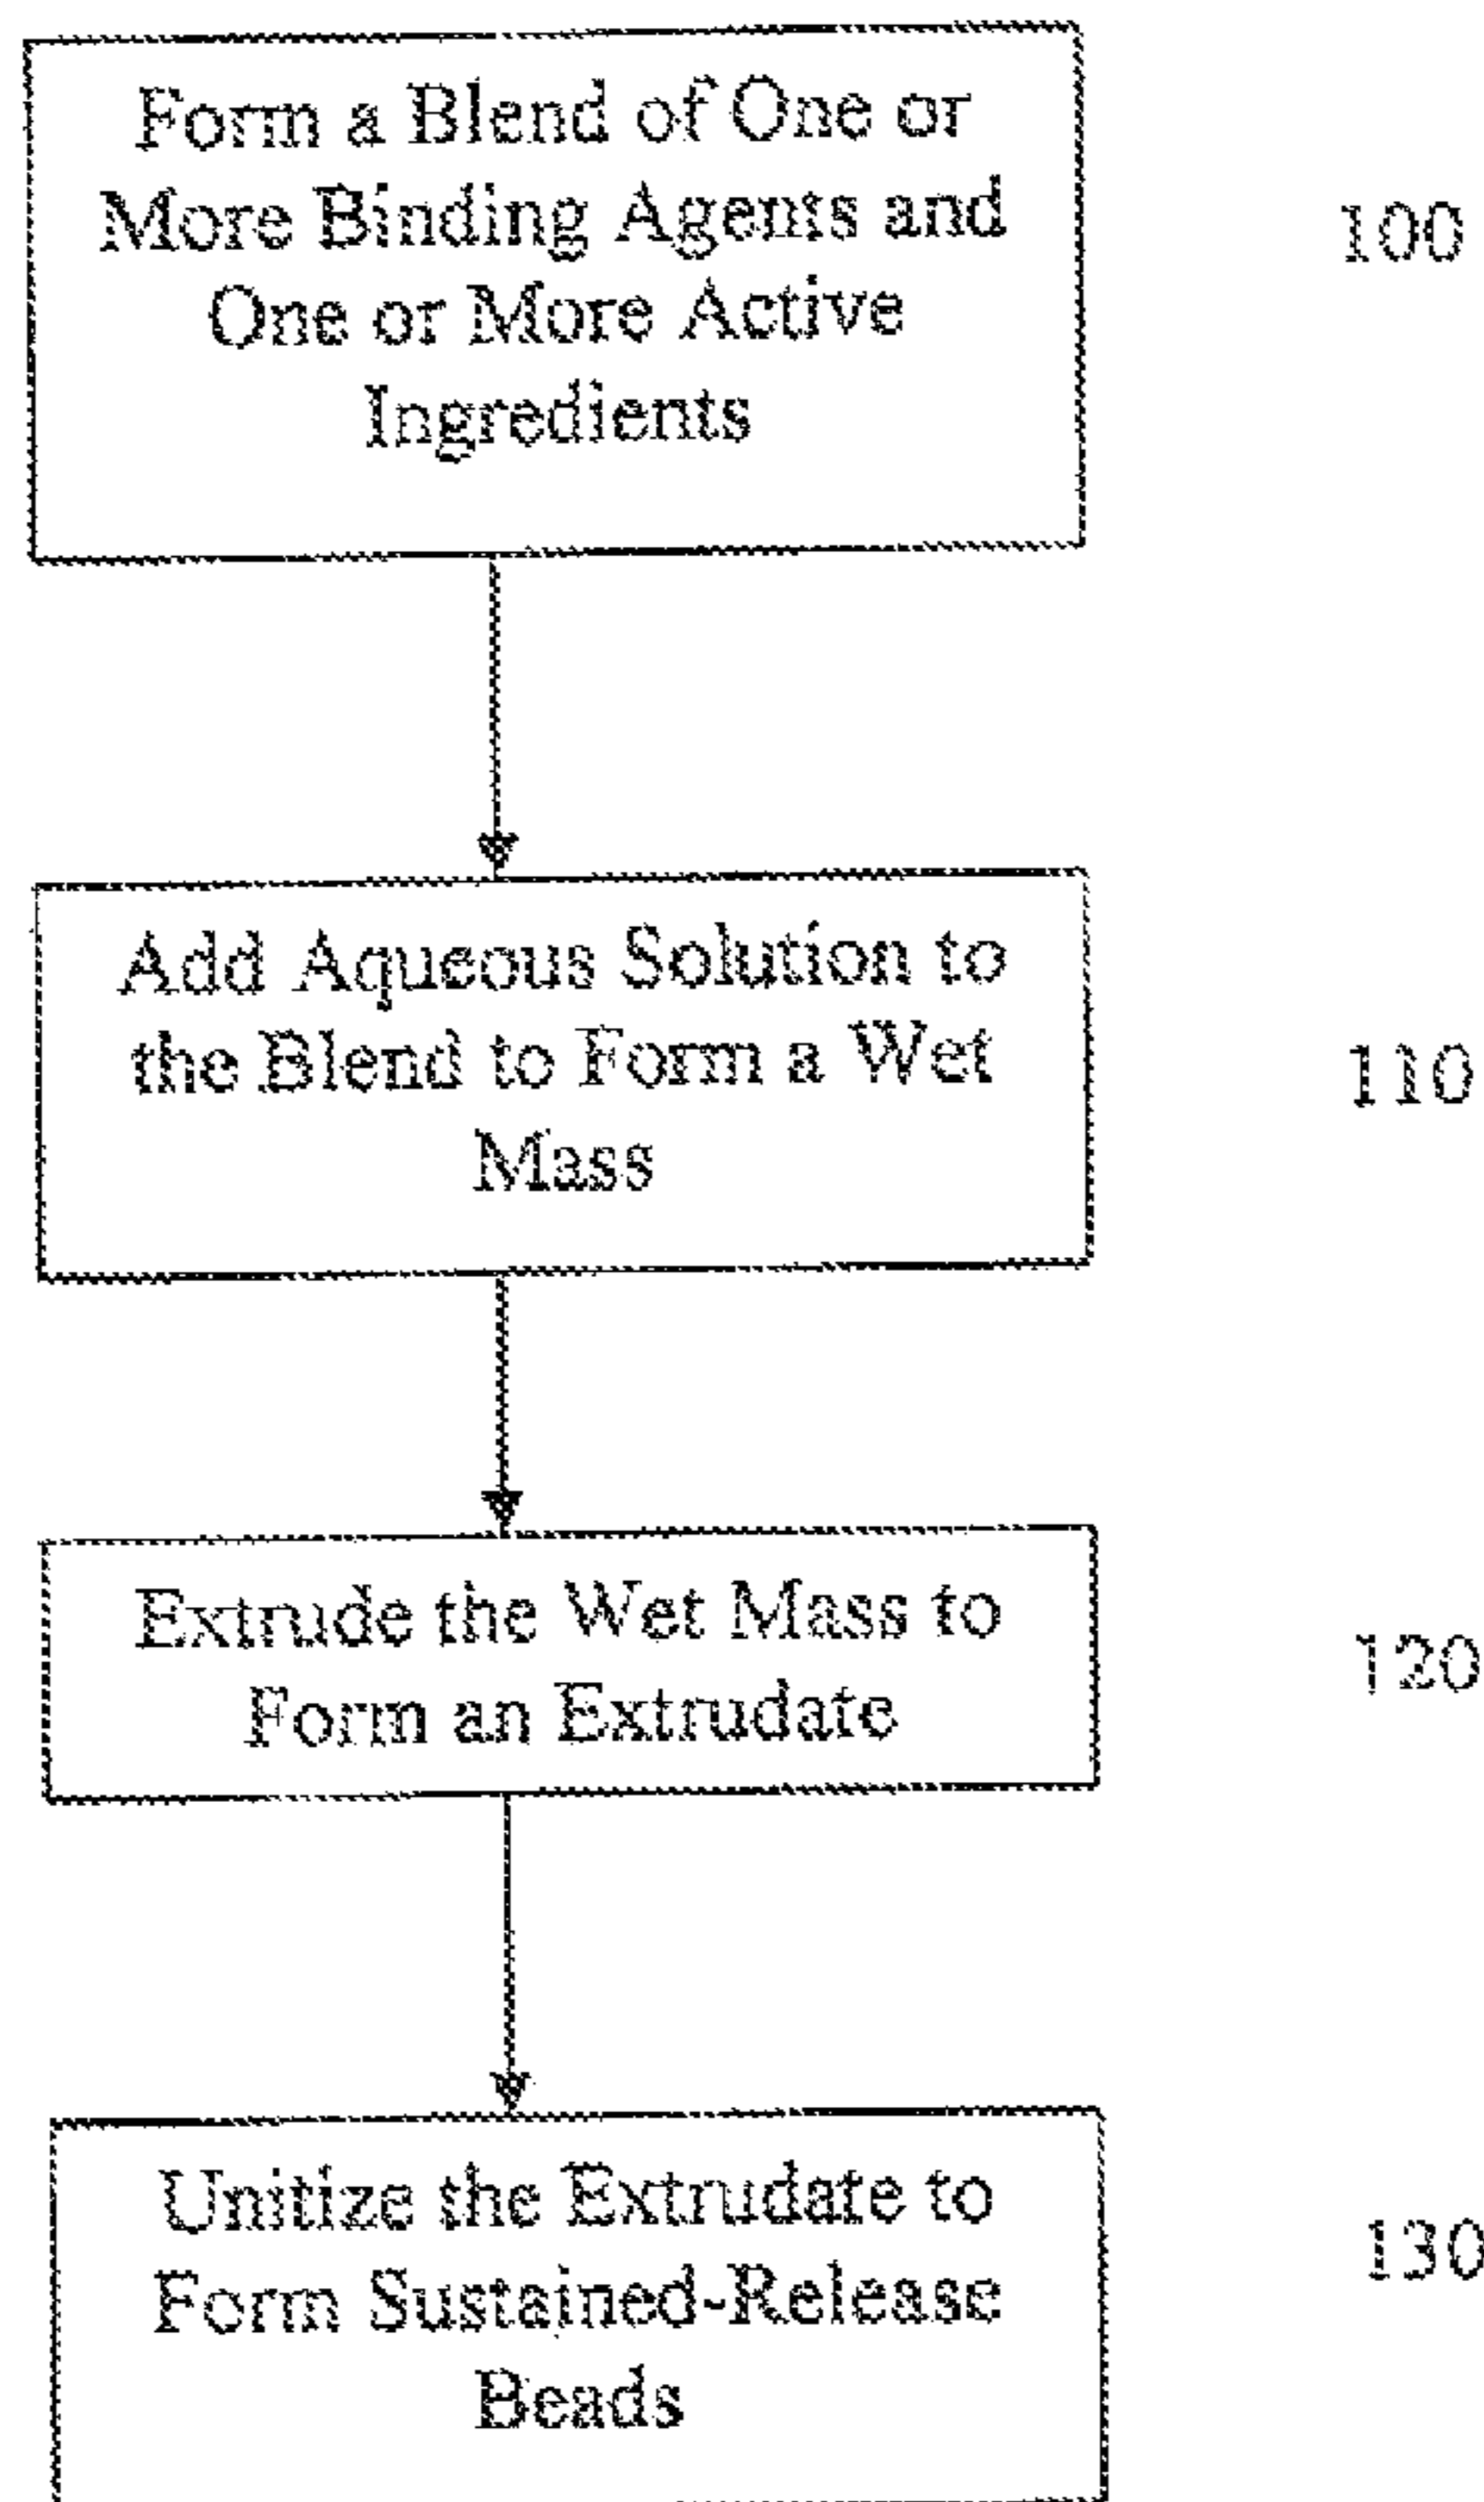 Form a Blend of One or
More Binding Agents and
One or More Active
Ingredients
100
Add Aqueous Solution to
the Blend to Form a Wet
Mass
110
Extrude the Wet Mass to
Form an Extrudate
120
Unitize the Extrudate to
Form Sustained-Release
Beads
130